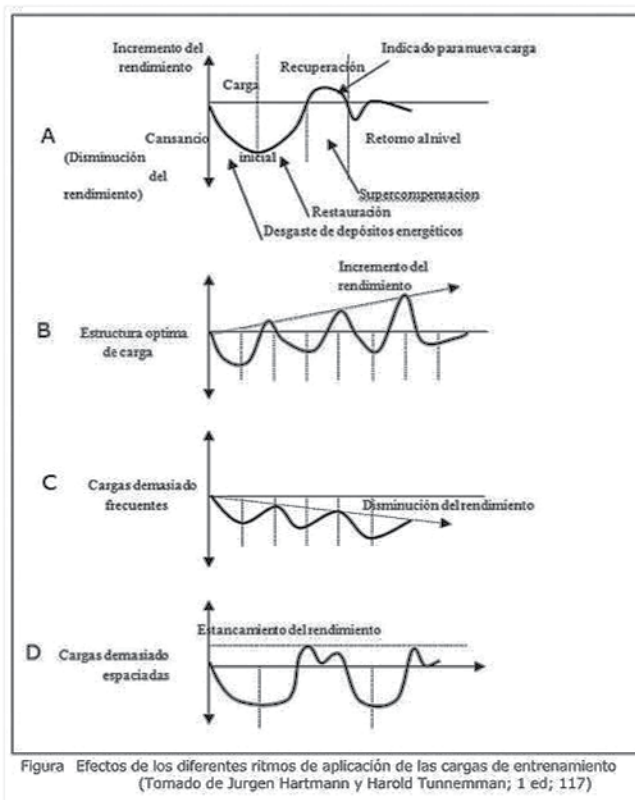 Incremento del
rendimiento
Indicado para nueva carga
Recuperación
Carga
A
Cansancio
(Disminución
del
rendimiento)
inicial
Retorno al nivel
Supercompensacion
Restauración
Desgaste de depósitos energéticos
Incremento del
rendimiento
B
Estructura optima
de carga
C
Cargas demasiado
frecuentes
Disminución del rendimiento
Estancamiento del rendimiento
D
Cargas demasiado
espaciadas
Figura Efectos de los diferentes ritmos de aplicación de las cargas de entrenamiento
(Tomado de Jurgen Hartmann y Harold Tunnemman; 1 ed; 117)